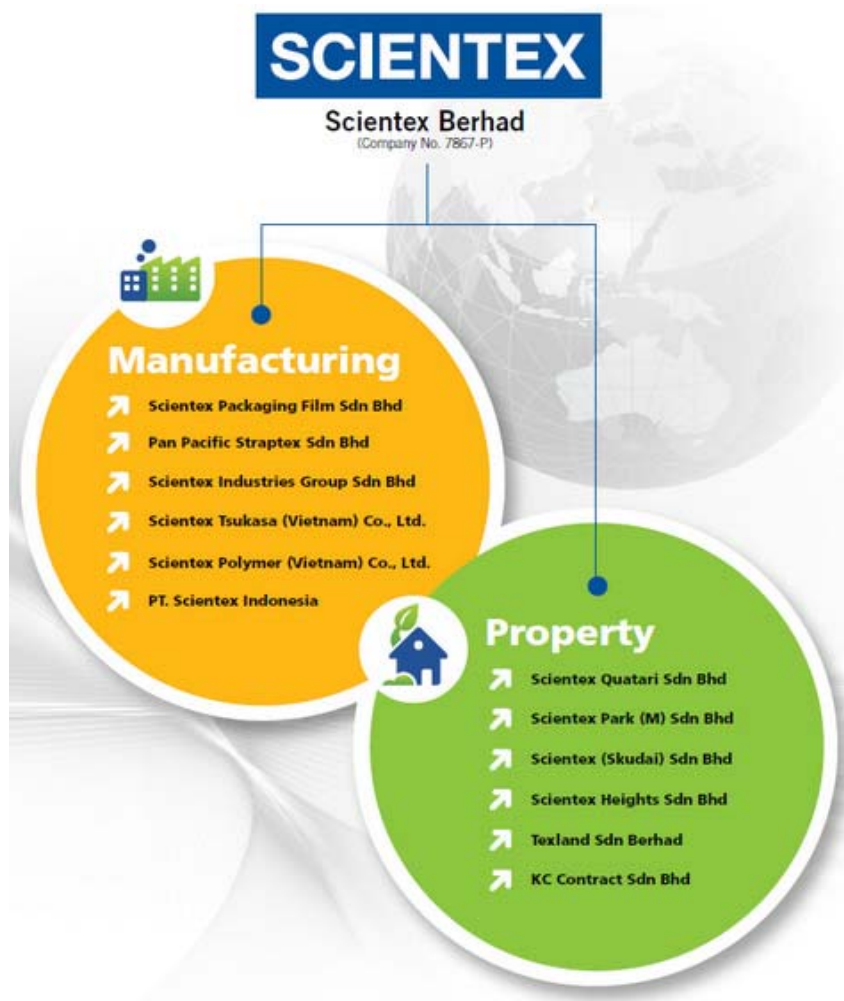 SCIENTEX
Scientex Berhad
(Company No. 7867-P)
Manufacturing
Scientex Packaging Film Sdn Bhd
Pan Pacific Straptex Sdn Bhd
Scientex Industries Group Sdn Bhd
Scientex Tsukasa (Vietnam) Co., Ltd.
Scientex Polymer (Vietnam) Co., Ltd.
PT. Scientex Indonesia
Property
Scientex Quatari Sdn Bhd
Scientex Park (M) Sdn Bhd
Scientex (Skudai) Sdn Bhd
Scientex Heights Sdn Bhd
Texland Sdn Berhad
KC Contract Sdn Bhd